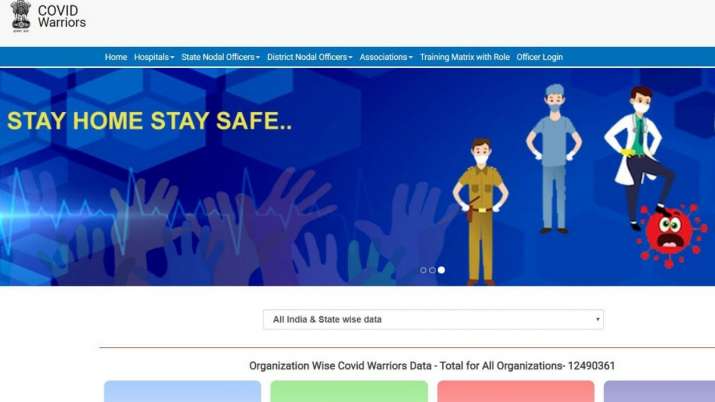 COVID
Warriors
Home Hospitals State Nodal Officers District Nodal Officers Associations Training Matrix with Role Officer Login
STAY HOME STAY SAFE..
All India & State wise data
Organization Wise Covid Warriors Data - Total for All Organizations- 12490361